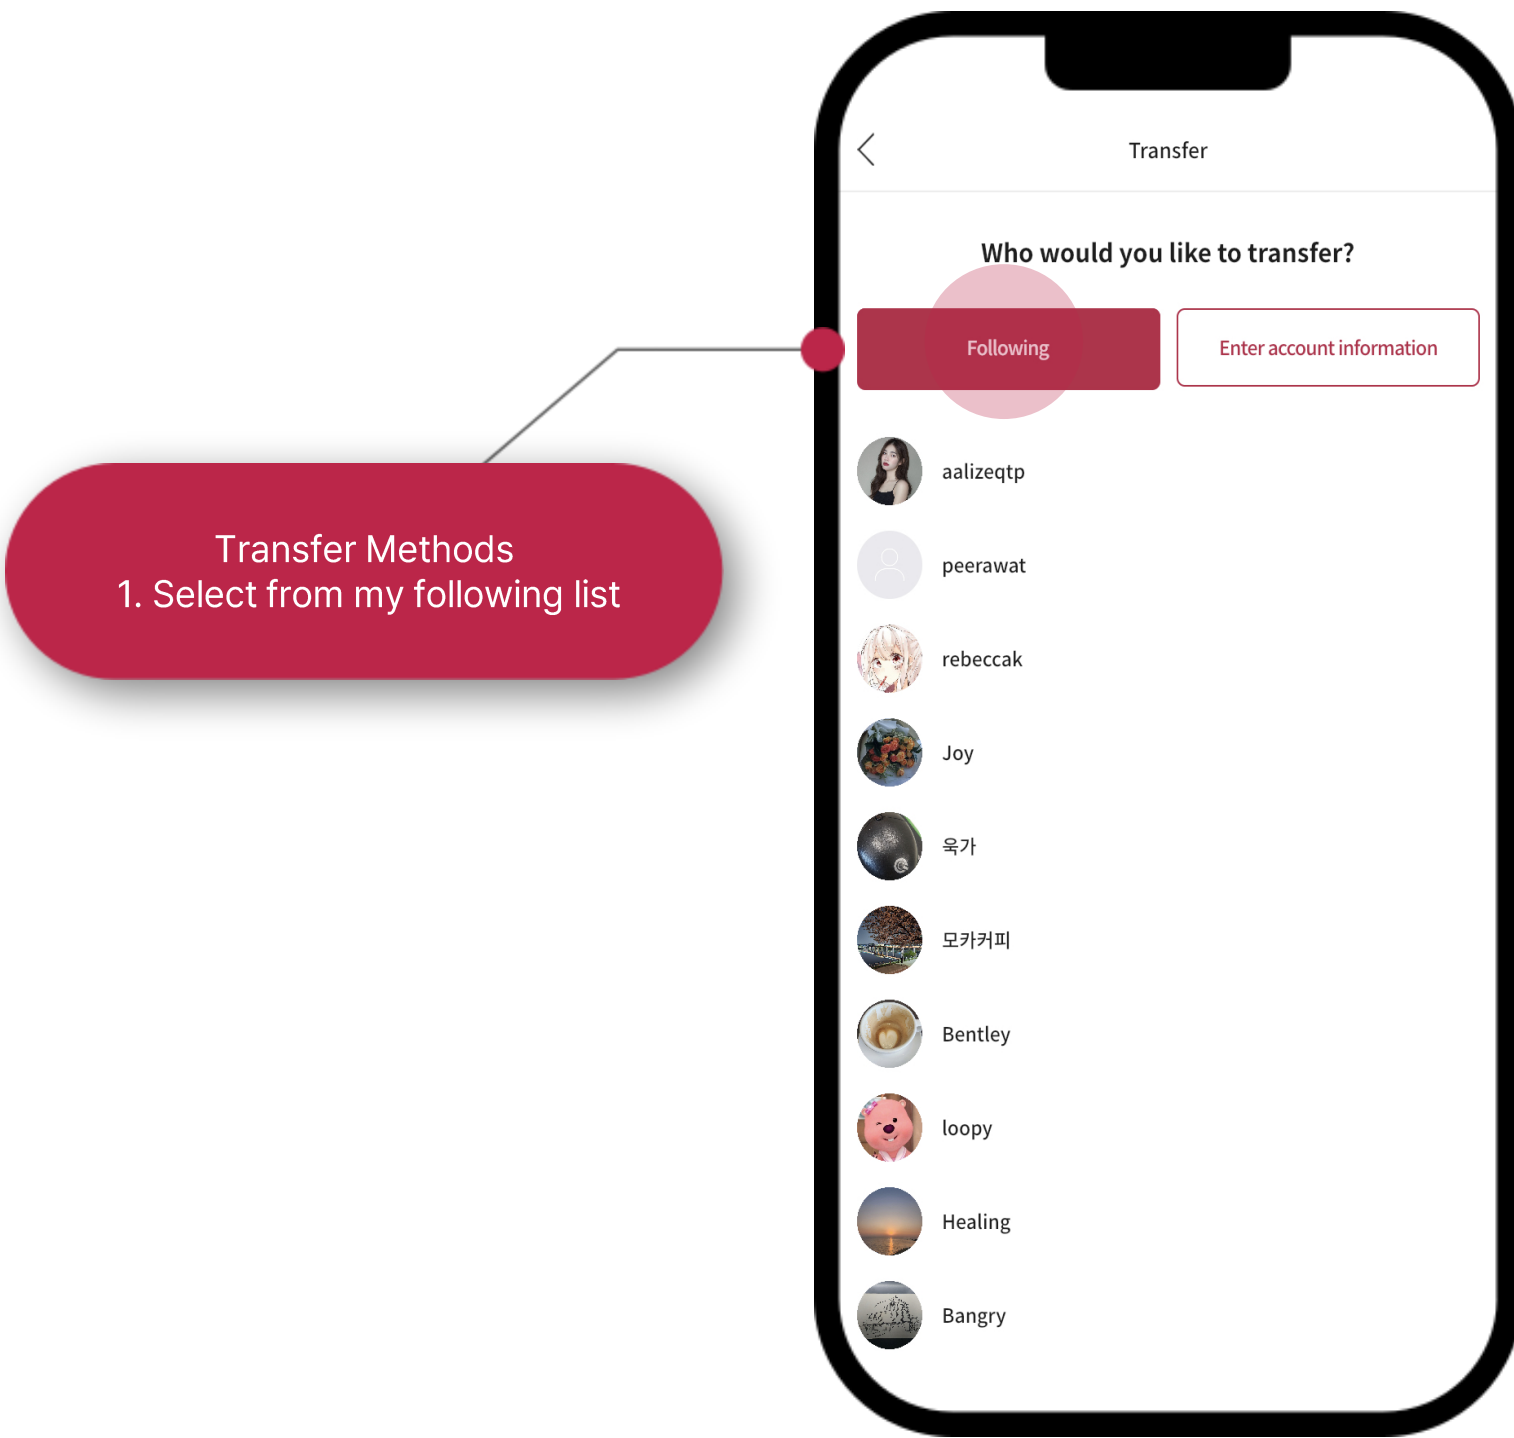 Transfer
Who would you like to transfer?
Following
Enter account information
Transfer Methods
1. Select from my following list
aalizeqtp
peerawat
rebeccak
Joy
욱가
모카커피
Bentley
loopy
Healing
Bangry